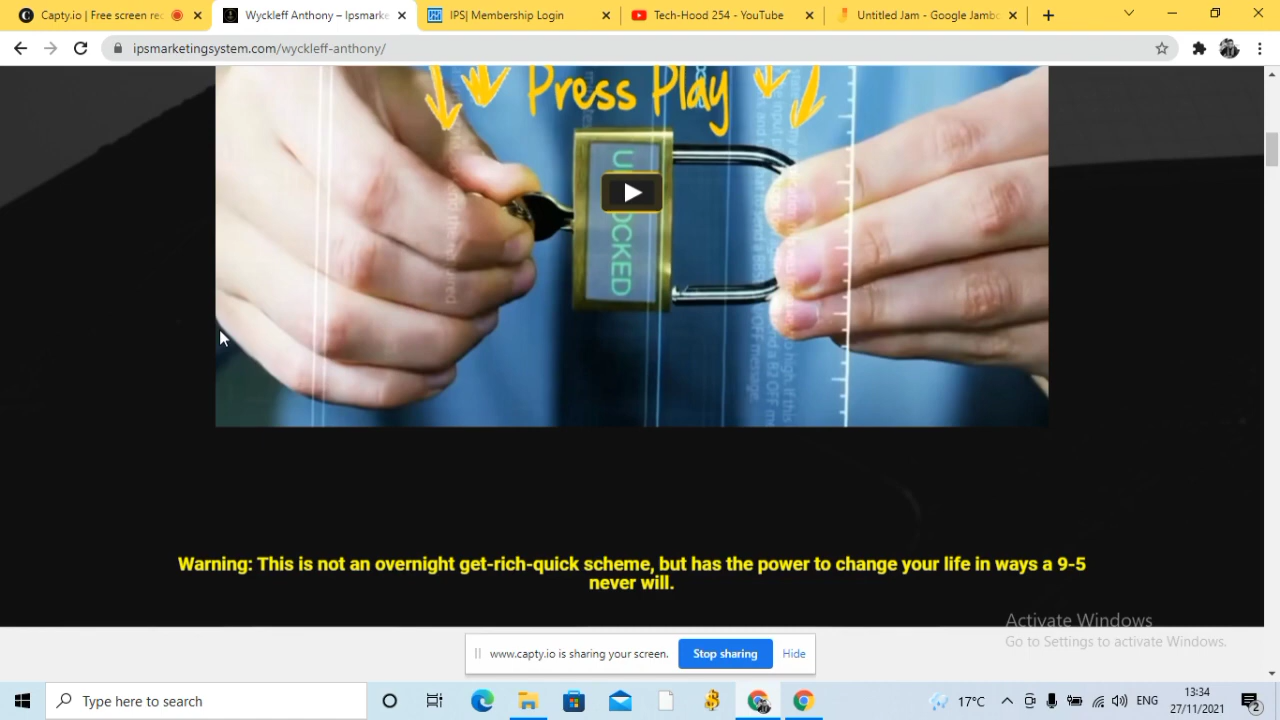 Capty.io | Free screen rec
Wyckleff Anthony – Ipsmarke
IPS| Membership Login
Tech-Hood 254 - YouTube
Untitled Jam - Google Jambo
ipsmarketingsystem.com/wyckleff-anthony/
Press Play
UNLOCKED
Warning: This is not an overnight get-rich-quick scheme, but has the power to change your life in ways a 9-5
never will.
Activate Windows
Go to Settings to activate Windows.
www.capty.io is sharing your screen.
Stop sharing
Hide
Type here to search
17°C
ENG
13:34
27/11/2021
2